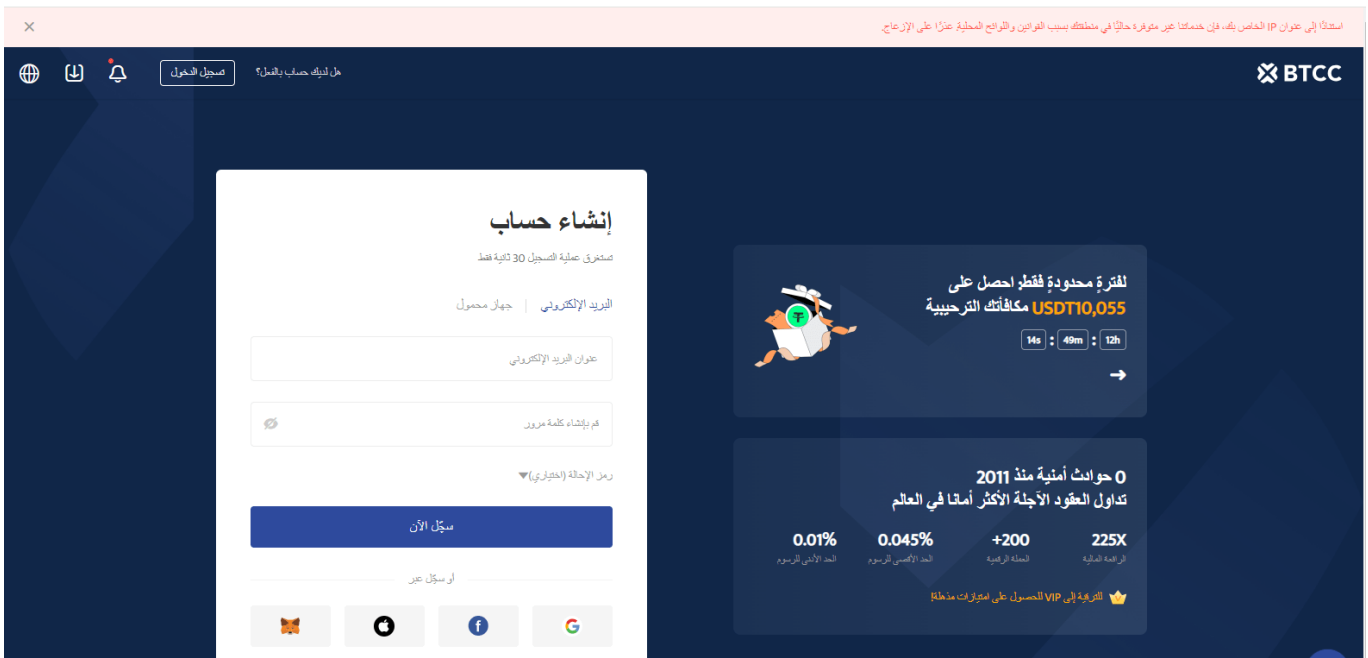 استنادًا إلى عنوان IP الخاص بك، فإن خدماتنا غير متوفرة حاليًا في منطقتك بسبب القوانين واللوائح المحلية. عذرًا على الإزعاج.
BTCC
هل لديك حساب بالفعل؟
تسجيل الدخول
إنشاء حساب
تستغرق عملية التسجيل 30 ثانية فقط
البريد الإلكتروني | جهاز محمول
عنوان البريد الإلكتروني
قم بإنشاء كلمة مرور
رمز الإحالة (اختياري)
سجّل الآن
أو سجّل عبر
لفترةٍ محدودةٍ فقط، احصل على
USDT10,055 مكافأتك الترحيبية
12h : 49m : 14s
0 حوادث أمنية منذ 2011
تداول العقود الآجلة الأكثر أمانا في العالم
225X
الرافعة المالية
200+
العملة الرقمية
0.045%
الحد الأقصى للرسوم
0.01%
الحد الأدنى للرسوم
للترقية إلى VIP للحصول على امتيازات مذهلة!